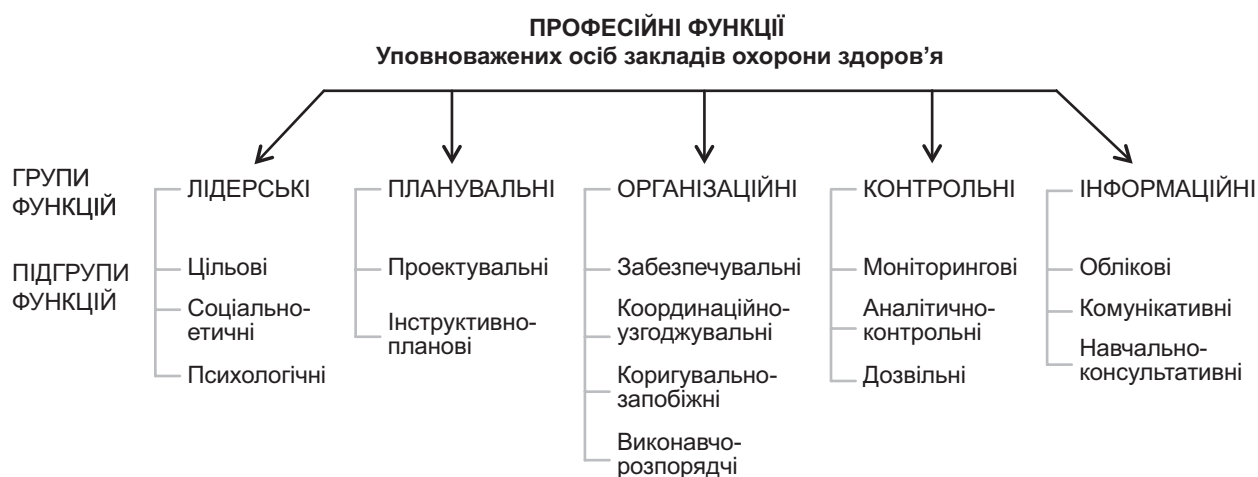 ПРОФЕСІЙНІ ФУНКЦІЇ
Уповноважених осіб закладів охорони здоров’я
ГРУПИ
ФУНКЦІЙ
ЛІДЕРСЬКІ
ПЛАНУВАЛЬНІ
ОРГАНІЗАЦІЙНІ
КОНТРОЛЬНІ
ІНФОРМАЦІЙНІ
ПІДГРУПИ
ФУНКЦІЙ
Цільові
Соціально-
етичні
Психологічні
Проектувальні
Інструктивно-
планові
Забезпечувальні
Координаційно-
узгоджувальні
Коригувально-
запобіжні
Виконавчо-
розпорядчі
Моніторингові
Аналітично-
контрольні
Дозвільні
Облікові
Комунікативні
Навчально-
консультативні